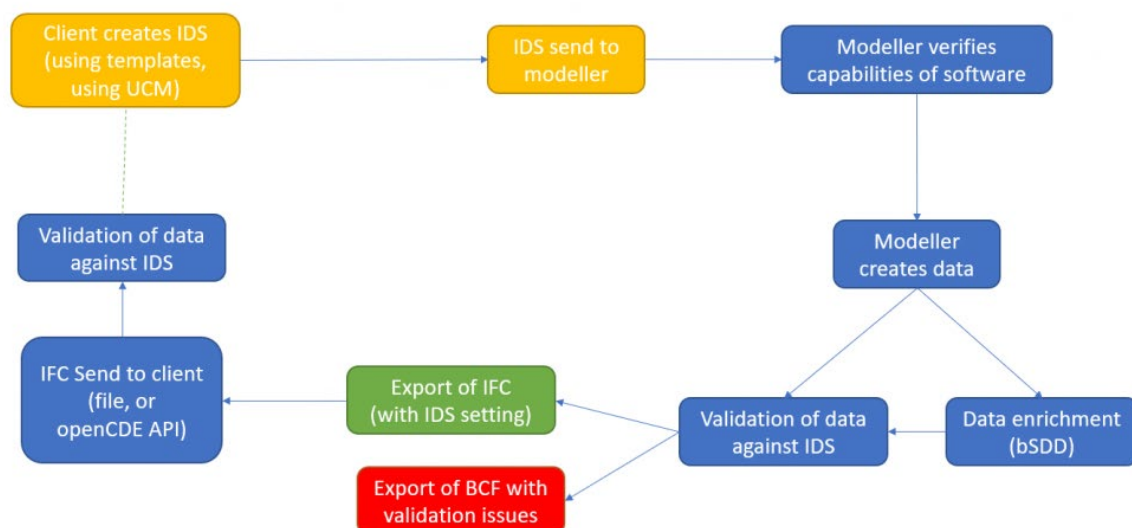 Client creates IDS
(using templates,
using UCM)
IDS send to
modeller
Modeller verifies
capabilities of software
Validation of data
against IDS
Modeller
creates data
IFC Send to client
(file, or
openCDE API)
Export of IFC
(with IDS setting)
Validation of data
against IDS
Data enrichment
(bSDD)
Export of BCF with
validation issues